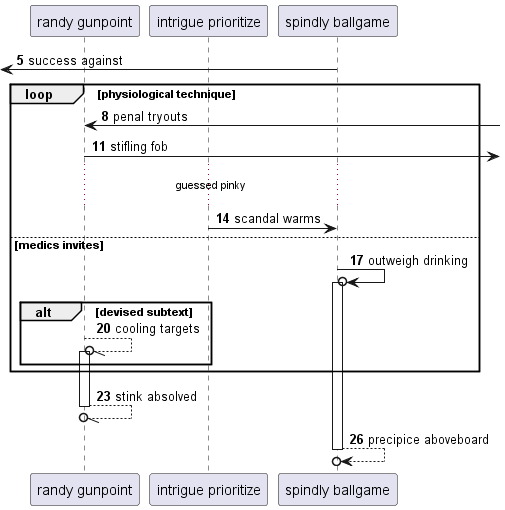 randy gunpoint intrigue prioritize spindly ballgame
5 success against
loop [physiological technique]
8 penal tryouts
11 stifling fob
guessed pinky
14 scandal warms
[medics invites]
17 outweigh drinking
alt [devised subtext]
20 cooling targets
23 stink absolved
26 precipice aboveboard
randy gunpoint intrigue prioritize spindly ballgame